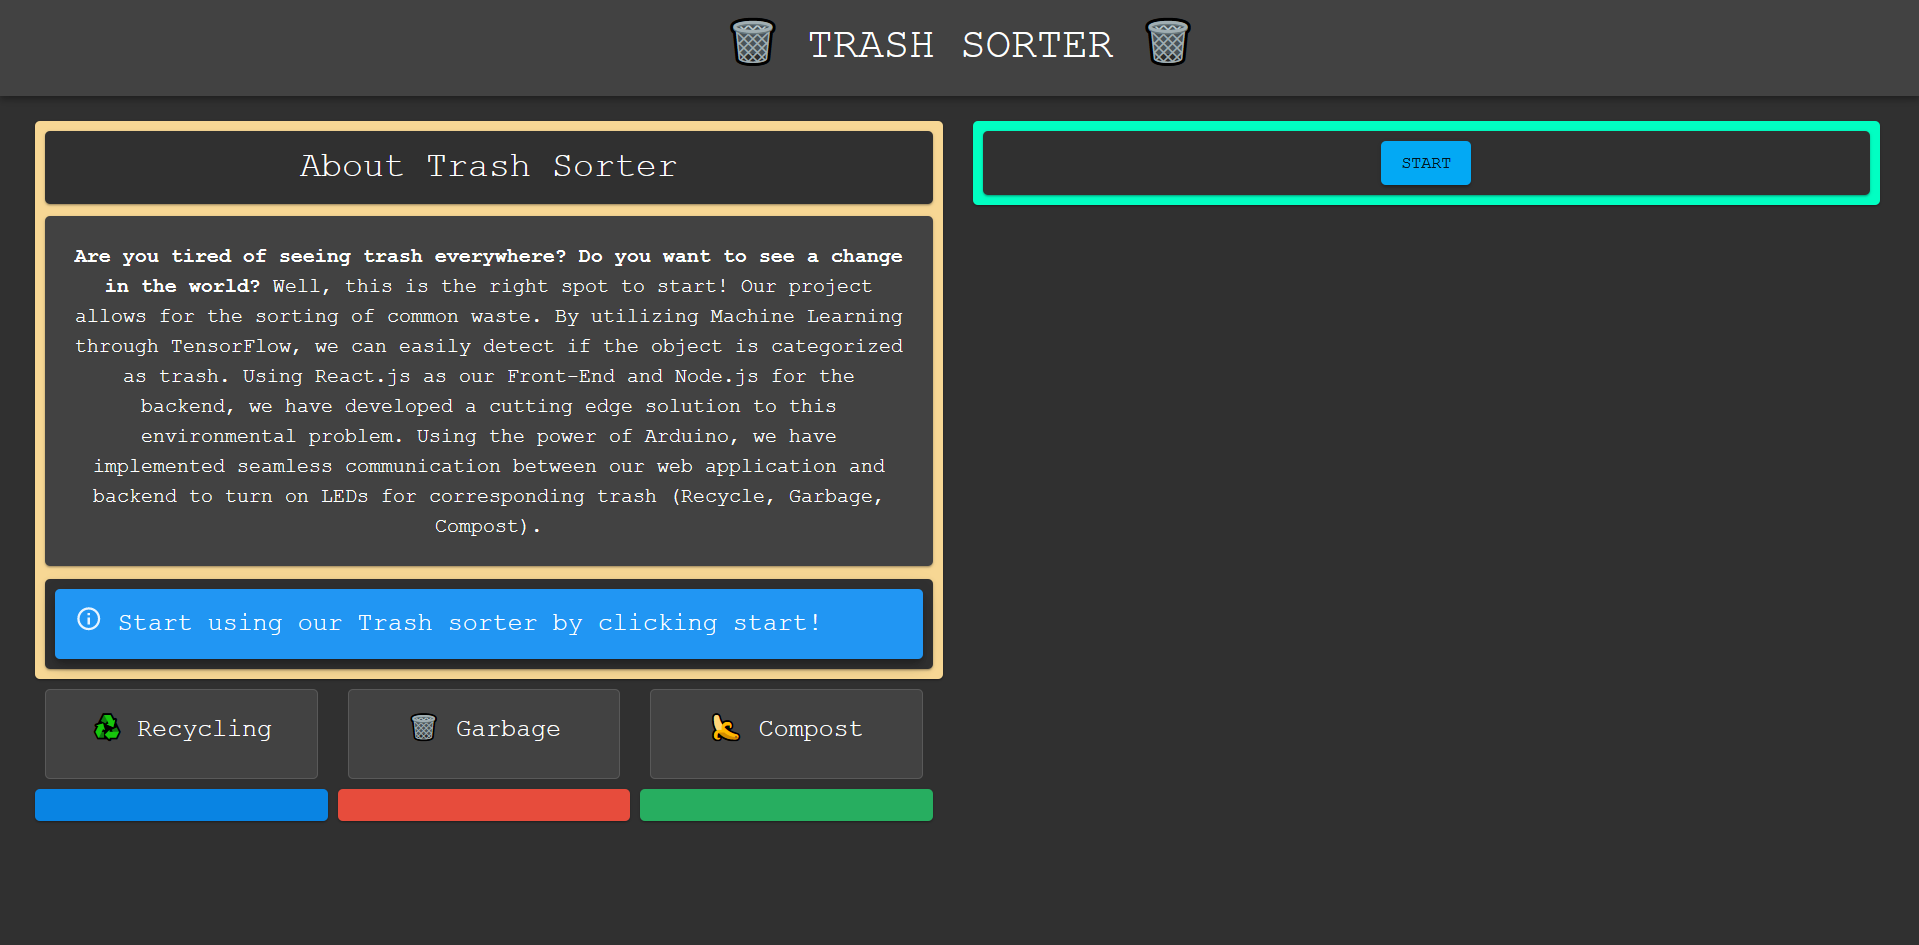 TRASH SORTER
About Trash Sorter
Are you tired of seeing trash everywhere? Do you want to see a change
in the world? Well, this is the right spot to start! Our project
allows for the sorting of common waste. By utilizing Machine Learning
through TensorFlow, we can easily detect if the object is categorized
as trash. Using React.js as our Front-End and Node.js for the
backend, we have developed a cutting edge solution to this
environmental problem. Using the power of Arduino, we have
implemented seamless communication between our web application and
backend to turn on LEDs for corresponding trash (Recycle, Garbage,
Compost).
Start using our Trash sorter by clicking start!
Recycling
Garbage
Compost
START